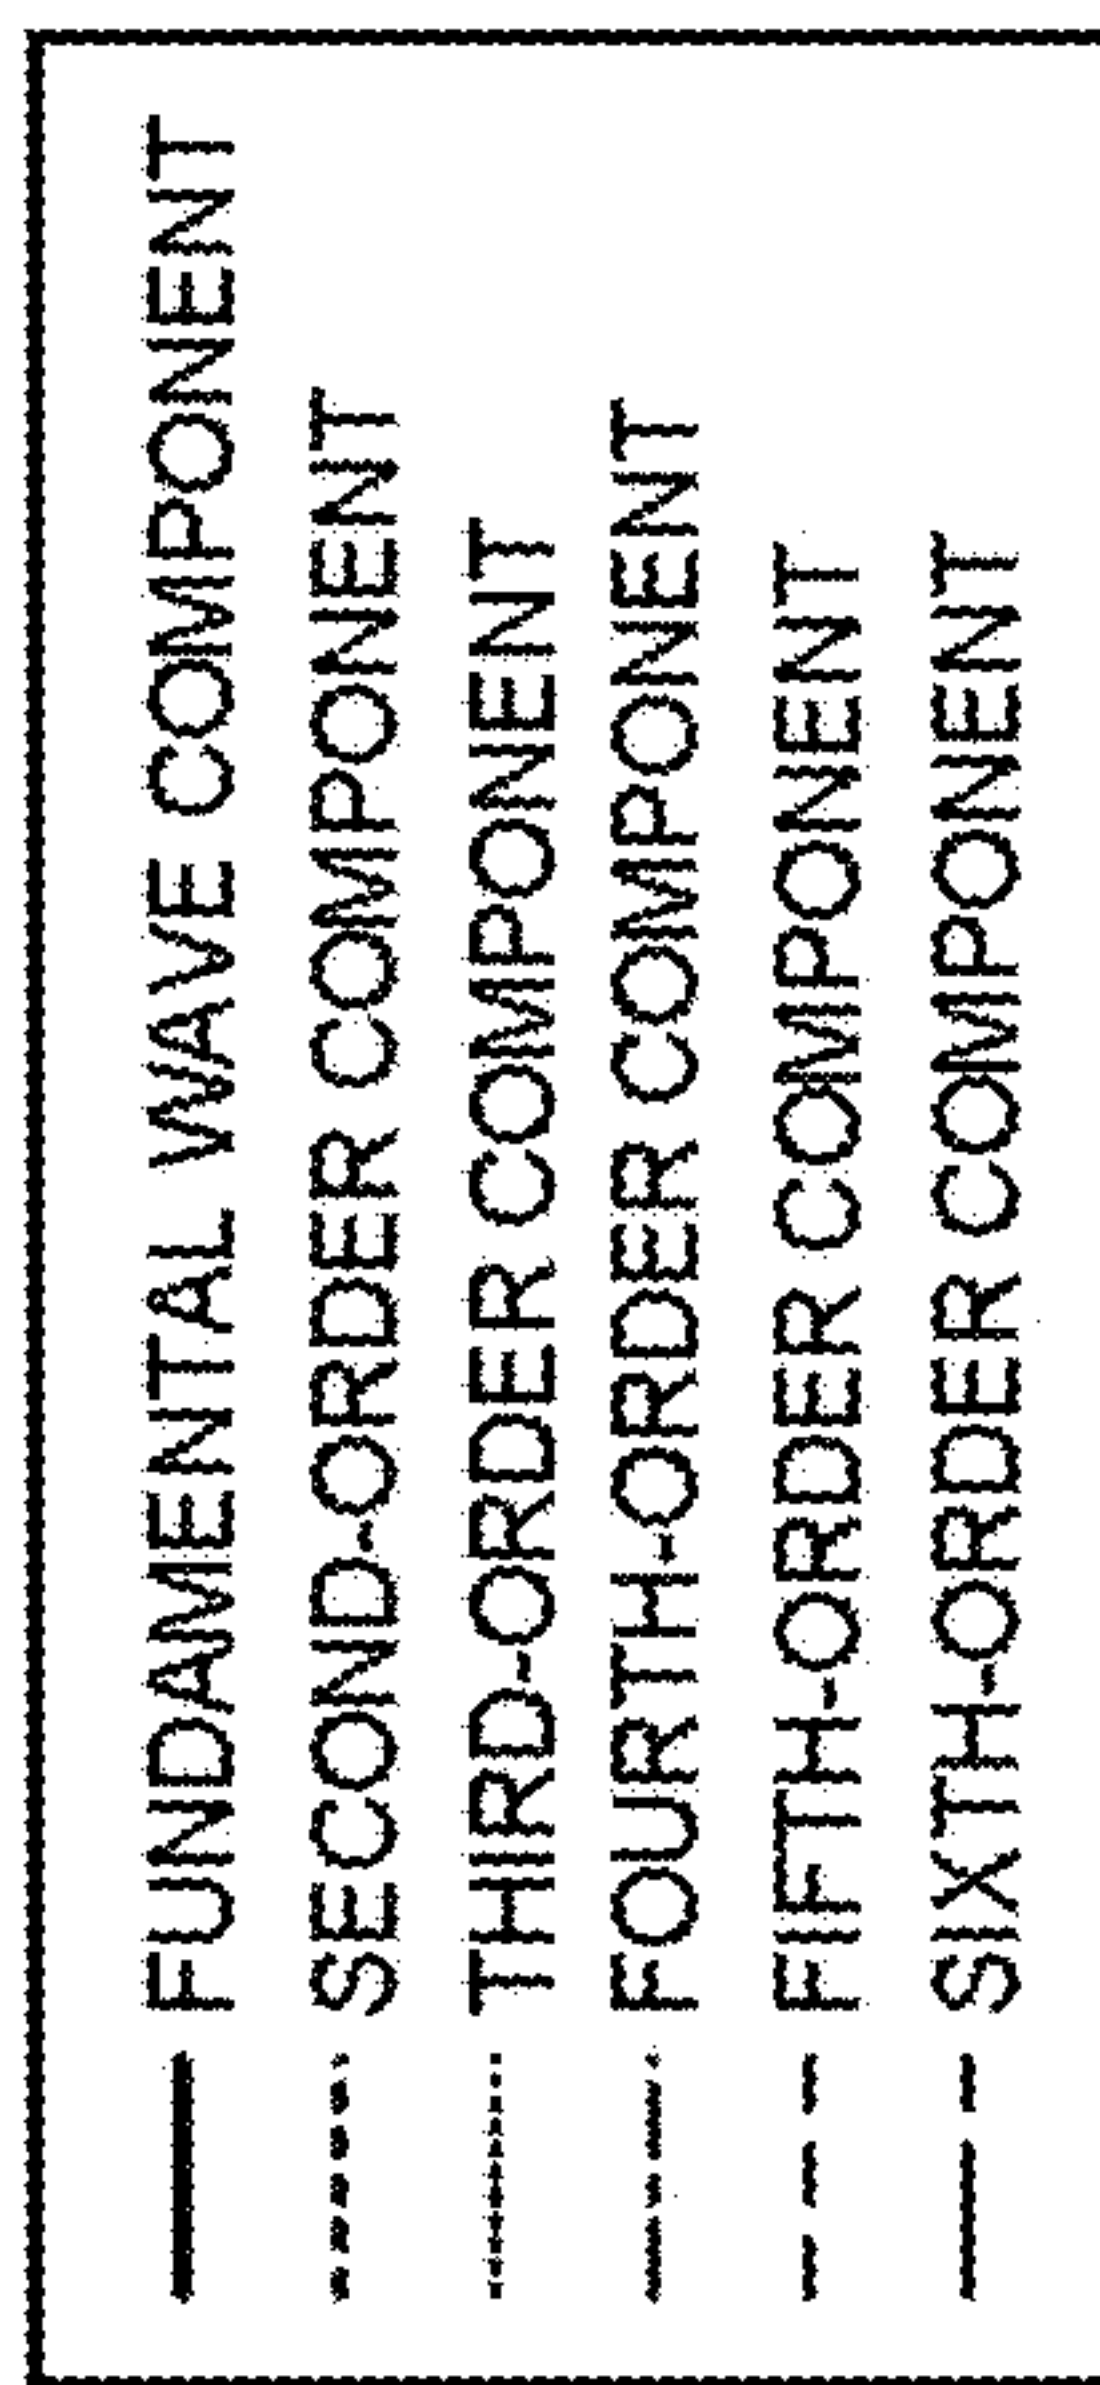 FUNDAMENTAL WAVE COMPONENT
SECOND-ORDER COMPONENT
THIRD-ORDER COMPONENT
FOURTH-ORDER COMPONENT
FIFTH-ORDER COMPONENT
SIXTH-ORDER COMPONENT